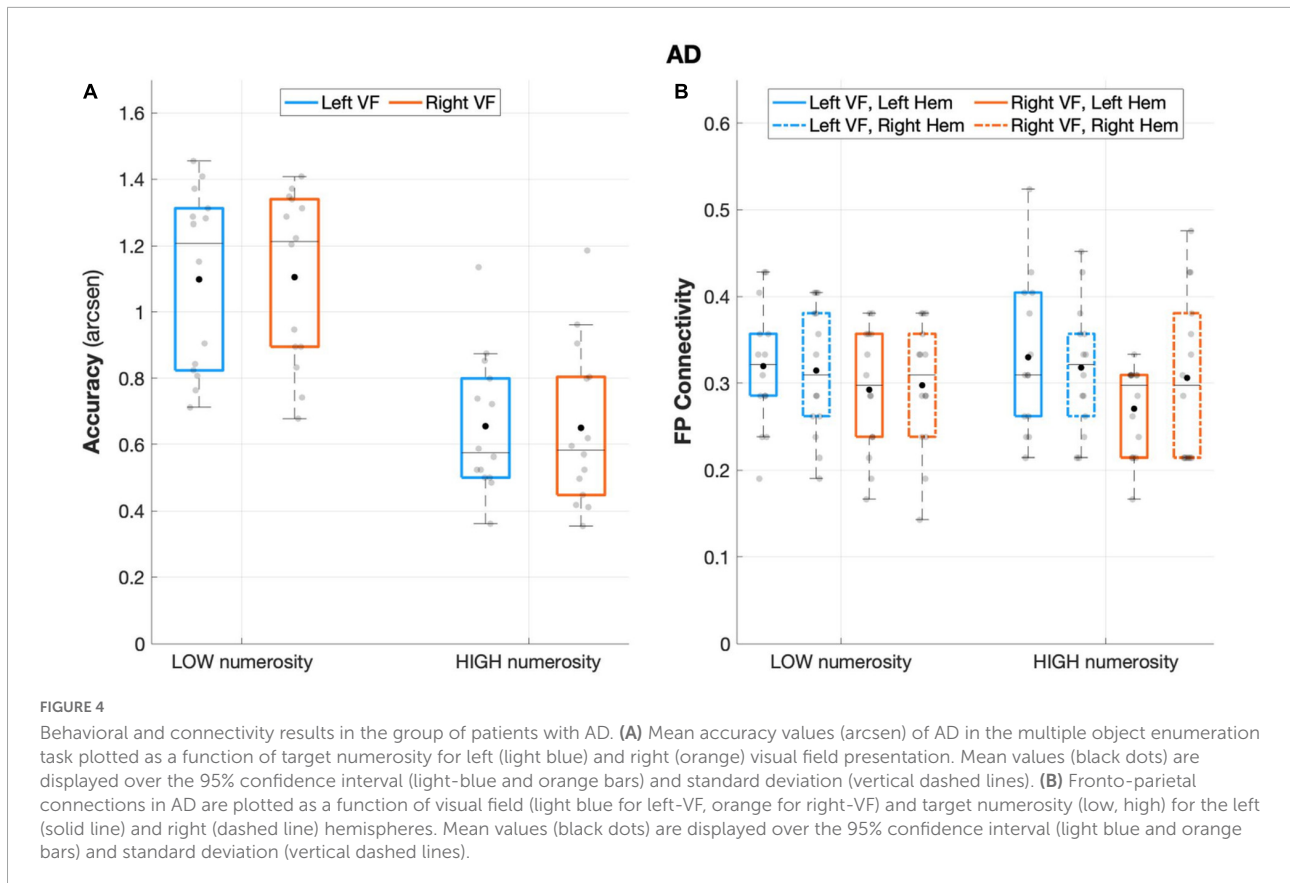 AD
A
Left VF
Right VF
Accuracy (arcsen)
1.6
1.4
1.2
1
0.8
0.6
0.4
0.2
0
LOW numerosity
HIGH numerosity
B
Left VF, Left Hem
Right VF, Left Hem
Left VF, Right Hem
Right VF, Right Hem
FP Connectivity
0.6
0.5
0.4
0.3
0.2
0.1
0
LOW numerosity
HIGH numerosity
FIGURE 4
Behavioral and connectivity results in the group of patients with AD. (A) Mean accuracy values (arcsen) of AD in the multiple object enumeration
task plotted as a function of target numerosity for left (light blue) and right (orange) visual field presentation. Mean values (black dots) are
displayed over the 95% confidence interval (light-blue and orange bars) and standard deviation (vertical dashed lines). (B) Fronto-parietal
connections in AD are plotted as a function of visual field (light blue for left-VF, orange for right-VF) and target numerosity (low, high) for the left
(solid line) and right (dashed line) hemispheres. Mean values (black dots) are displayed over the 95% confidence interval (light blue and orange
bars) and standard deviation (vertical dashed lines).